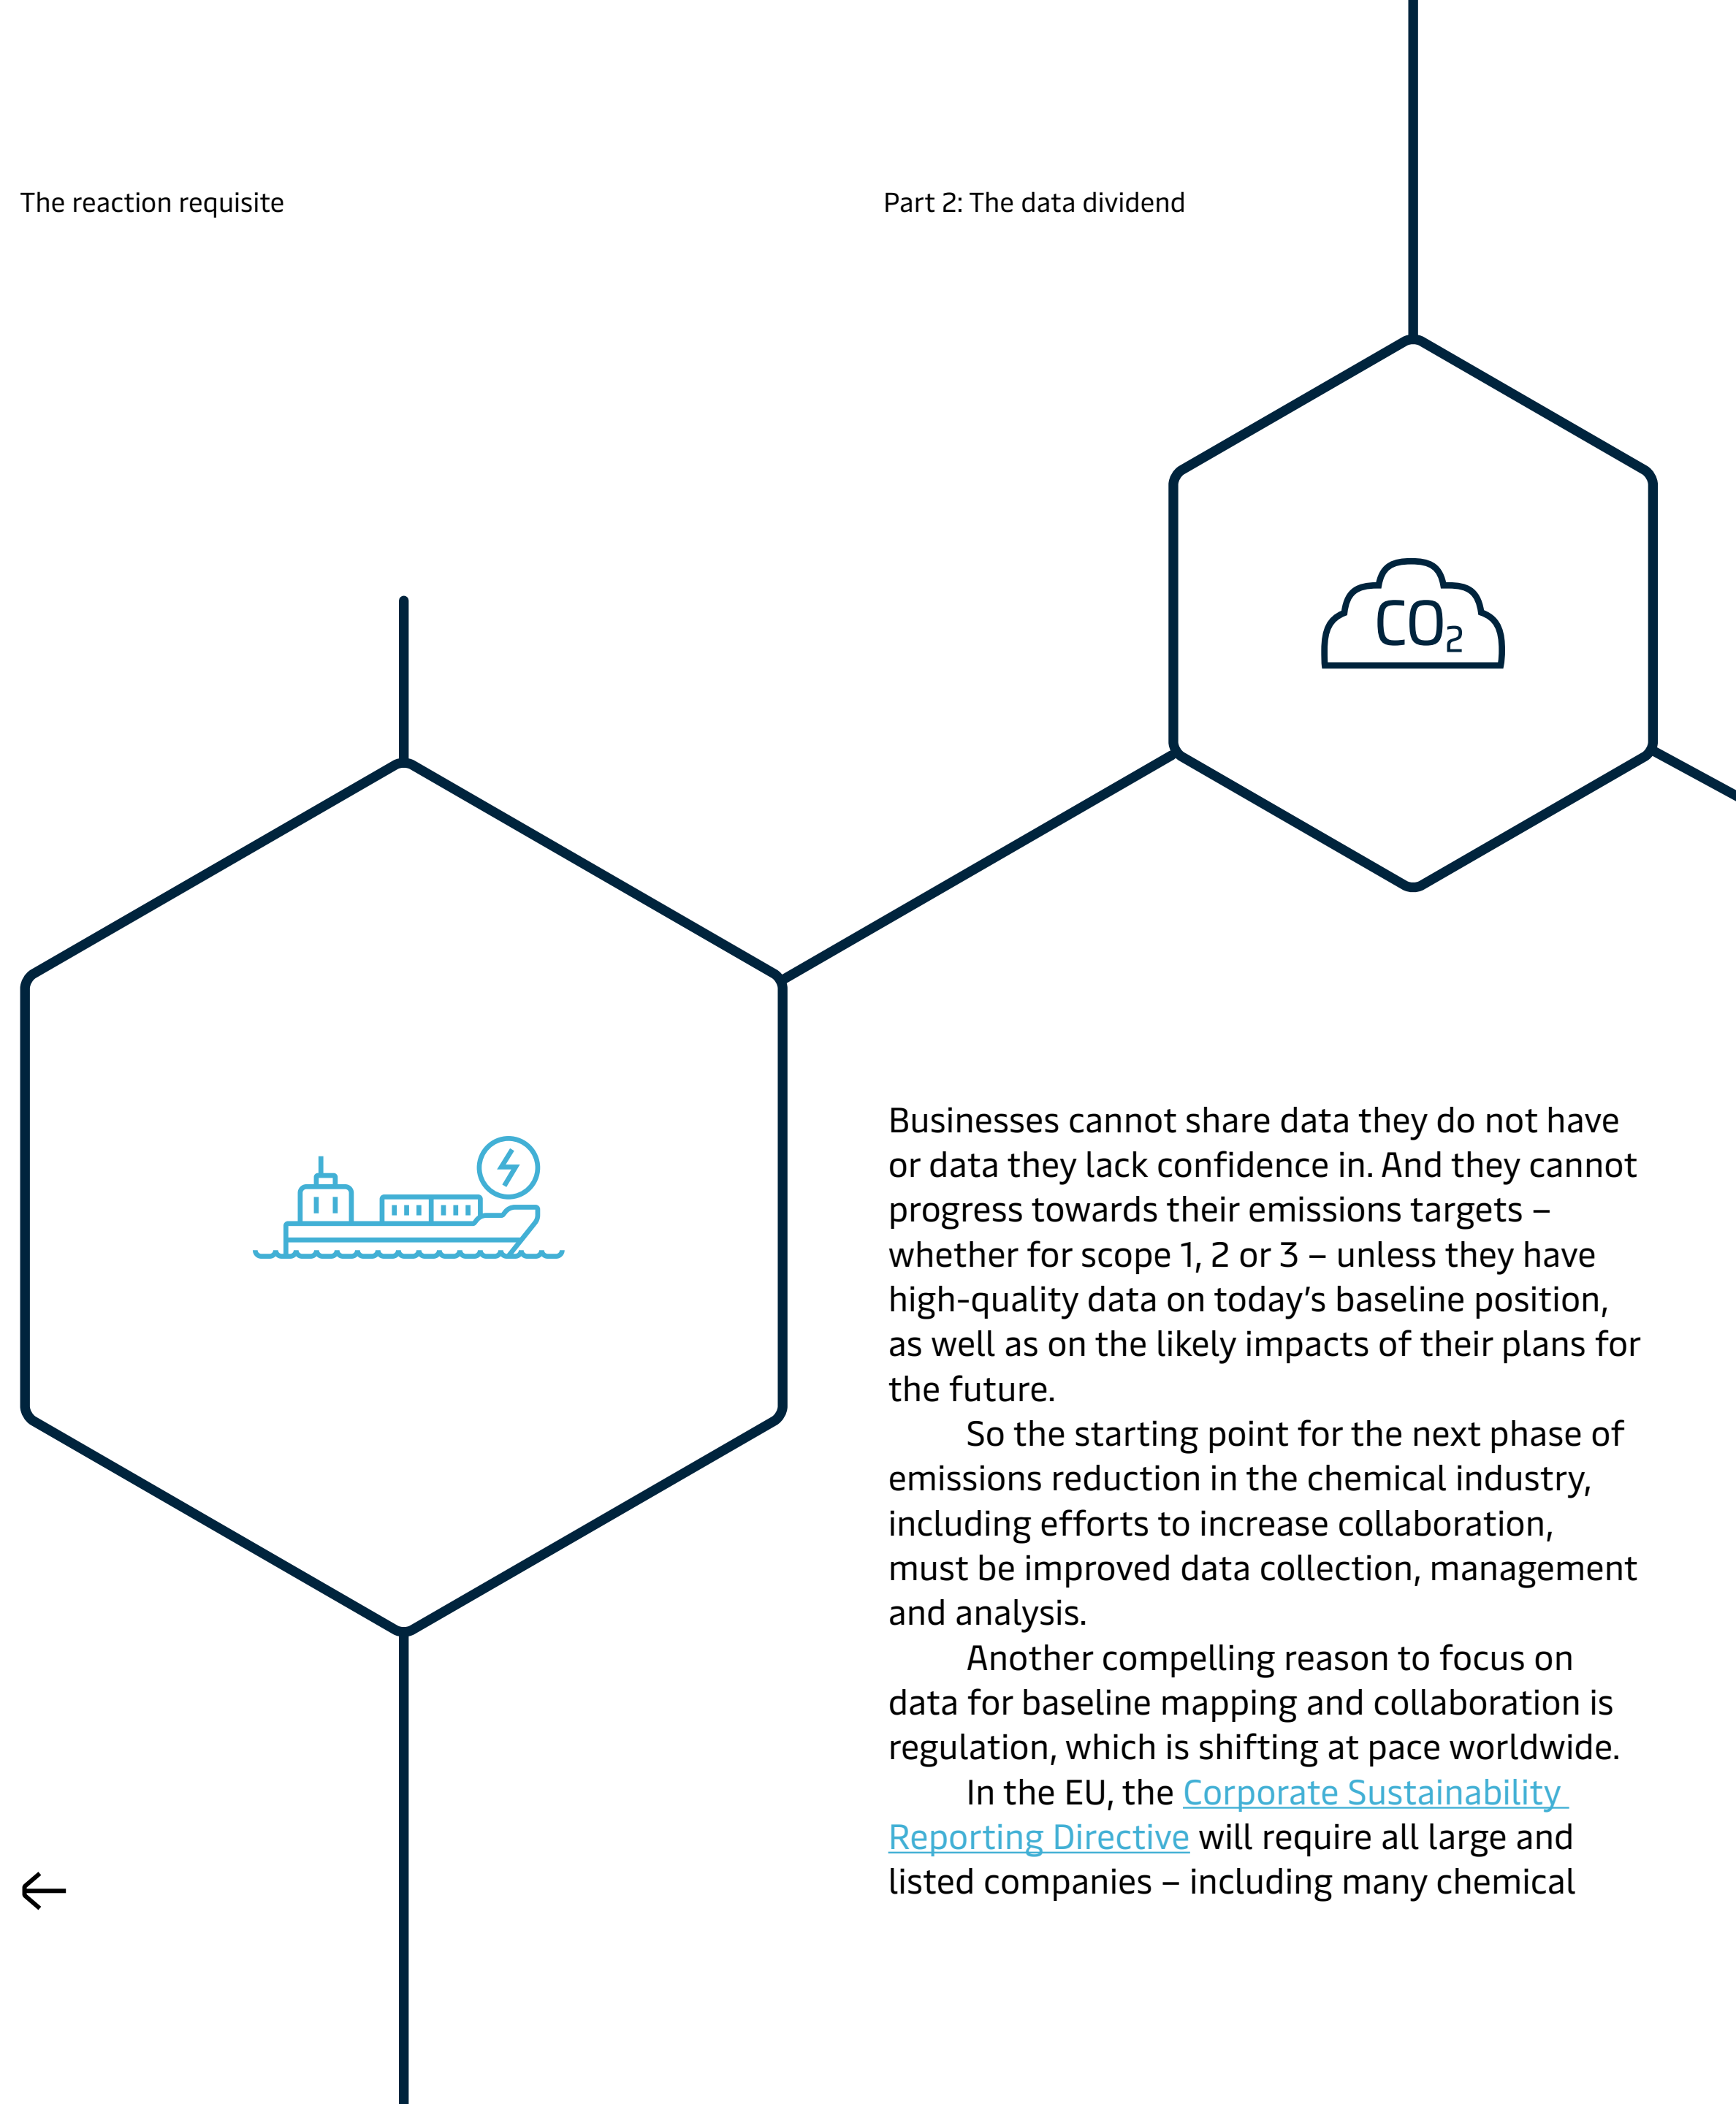 The reaction requisite
Part 2: The data dividend
CO₂
Businesses cannot share data they do not have
or data they lack confidence in. And they cannot
progress towards their emissions targets –
whether for scope 1, 2 or 3 – unless they have
high-quality data on today’s baseline position,
as well as on the likely impacts of their plans for
the future.
So the starting point for the next phase of
emissions reduction in the chemical industry,
including efforts to increase collaboration,
must be improved data collection, management
and analysis.
Another compelling reason to focus on
data for baseline mapping and collaboration is
regulation, which is shifting at pace worldwide.
In the EU, the Corporate Sustainability
Reporting Directive will require all large and
listed companies – including many chemical